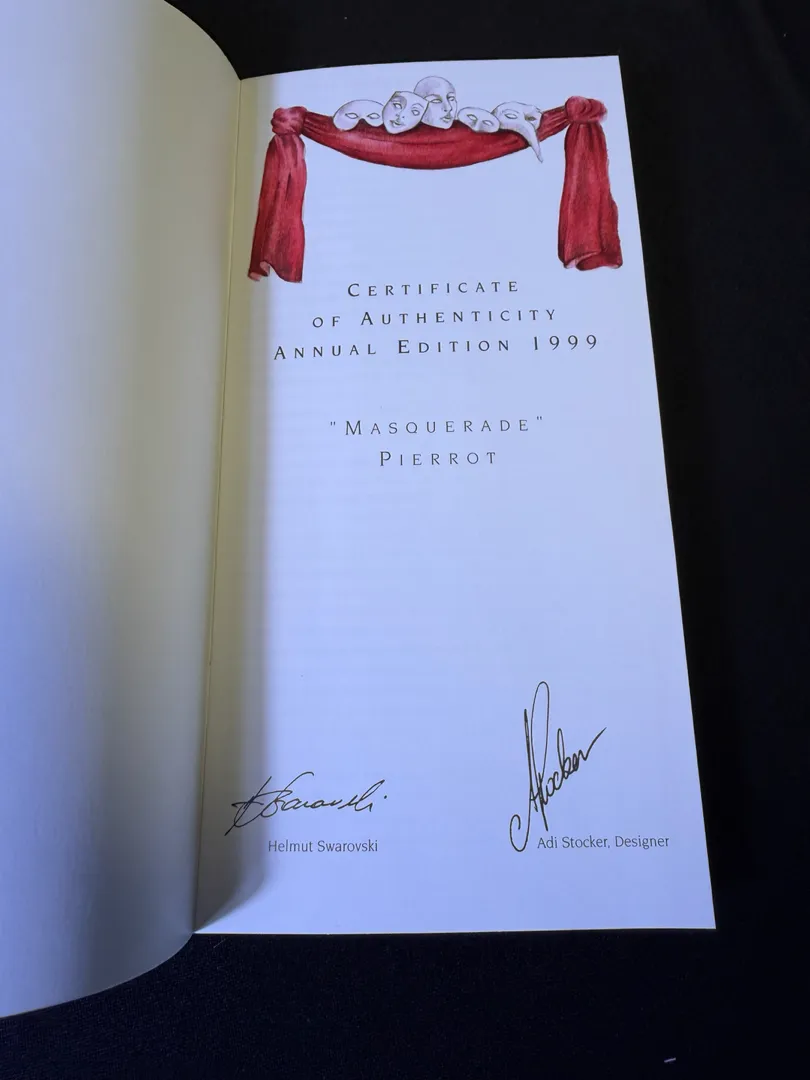 CERTIFICATE
OF AUTHENTICITY
ANNUAL EDITION 1999
"MASQUERADE"
PIERROT
Helmut Swarovski
Adi Stocker, Designer